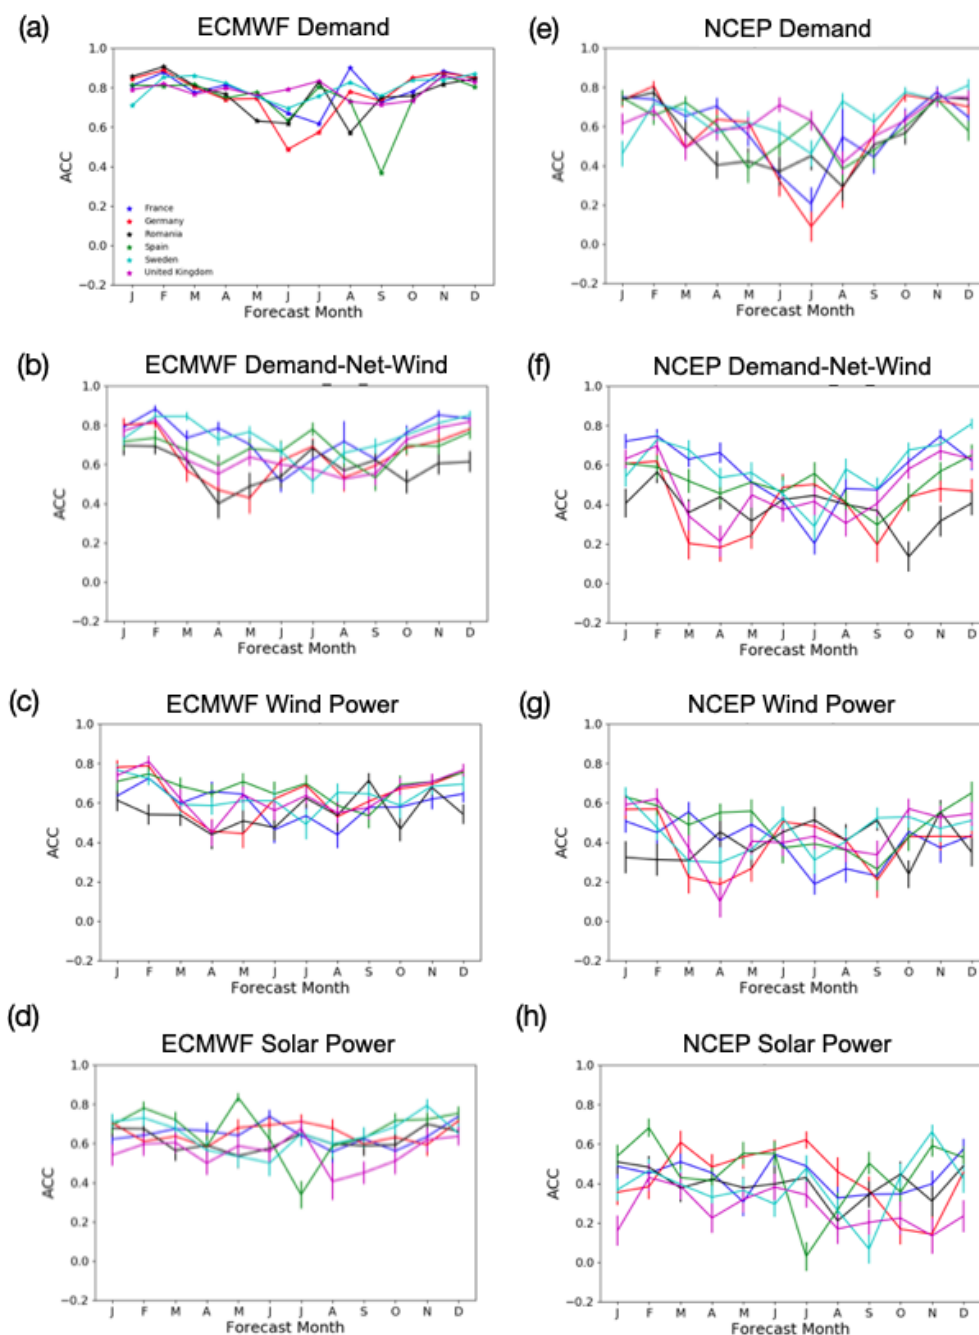 (a)
ECMWF Demand
1.0
0.8
0.6
0.4
0.2
0.0
−0.2
ACC
France
Germany
Romania
Spain
Sweden
United Kingdom
J F M A M J J A S O N D
Forecast Month
(e)
NCEP Demand
1.0
0.8
0.6
0.4
0.2
0.0
−0.2
ACC
J F M A M J J A S O N D
Forecast Month
(b)
ECMWF Demand-Net-Wind
1.0
0.8
0.6
0.4
0.2
0.0
−0.2
ACC
J F M A M J J A S O N D
Forecast Month
(f)
NCEP Demand-Net-Wind
1.0
0.8
0.6
0.4
0.2
0.0
−0.2
ACC
J F M A M J J A S O N D
Forecast Month
(c)
ECMWF Wind Power
1.0
0.8
0.6
0.4
0.2
0.0
−0.2
ACC
J F M A M J J A S O N D
Forecast Month
(g)
NCEP Wind Power
1.0
0.8
0.6
0.4
0.2
0.0
−0.2
ACC
J F M A M J J A S O N D
Forecast Month
(d)
ECMWF Solar Power
1.0
0.8
0.6
0.4
0.2
0.0
−0.2
ACC
J F M A M J J A S O N D
Forecast Month
(h)
NCEP Solar Power
1.0
0.8
0.6
0.4
0.2
0.0
−0.2
ACC
J F M A M J J A S O N D
Forecast Month